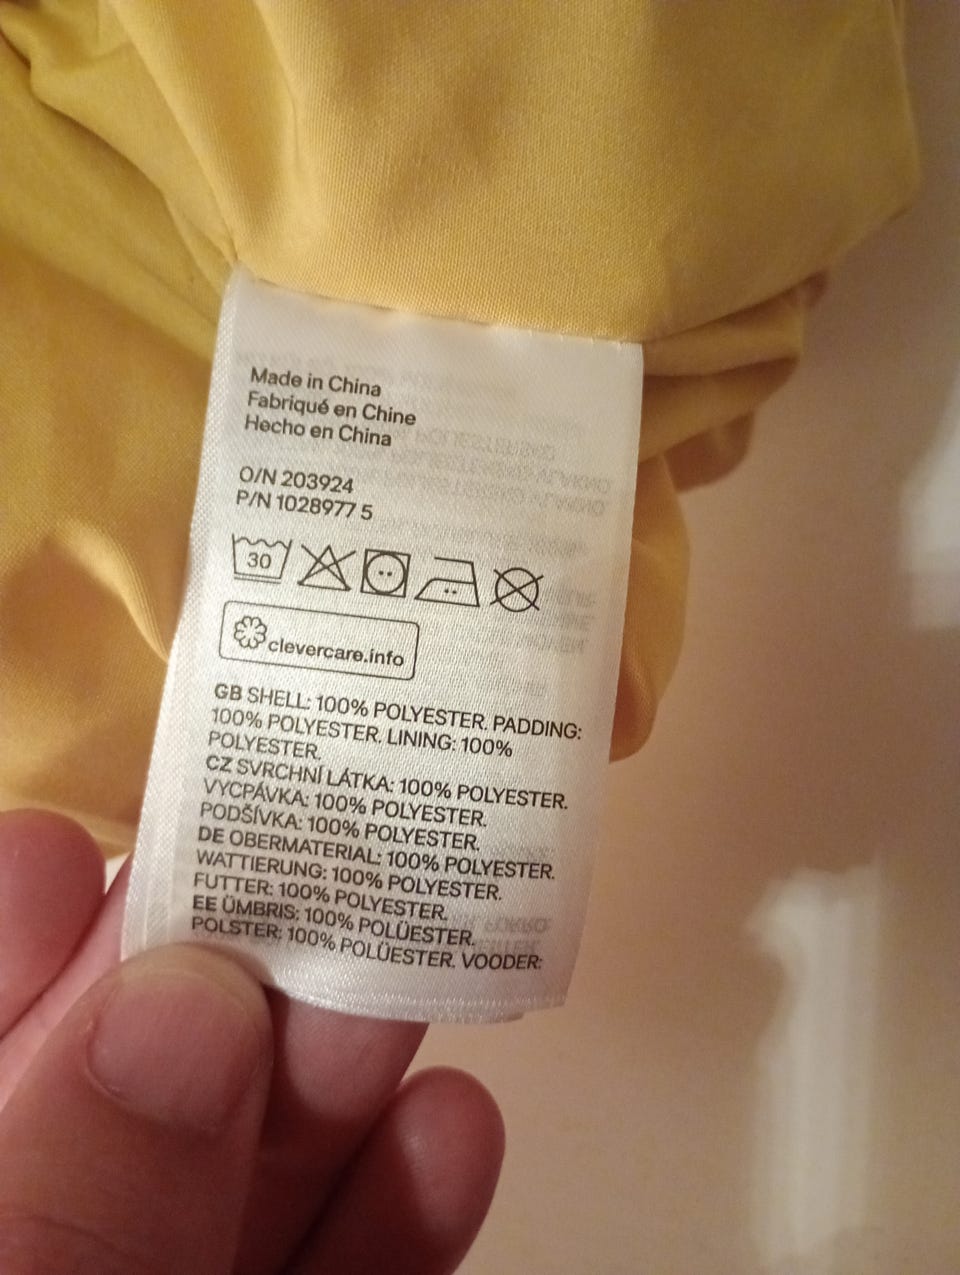 Made in China
Fabriqué en Chine
Hecho en China
O/N 203924
P/N 1028977 5
30
clevercare.info
GB SHELL: 100% POLYESTER. PADDING:
100% POLYESTER. LINING: 100%
POLYESTER.
CZ SVRCHNÍ LÁTKA: 100% POLYESTER.
VYCPÁVKA: 100% POLYESTER.
PODŠÍVKA: 100% POLYESTER.
DE OBERMATERIAL: 100% POLYESTER.
WATTIERUNG: 100% POLYESTER.
FUTTER: 100% POLYESTER.
EE ÜMBRIS: 100% POLÜESTER.
POLSTER: 100% POLÜESTER. VOODER: